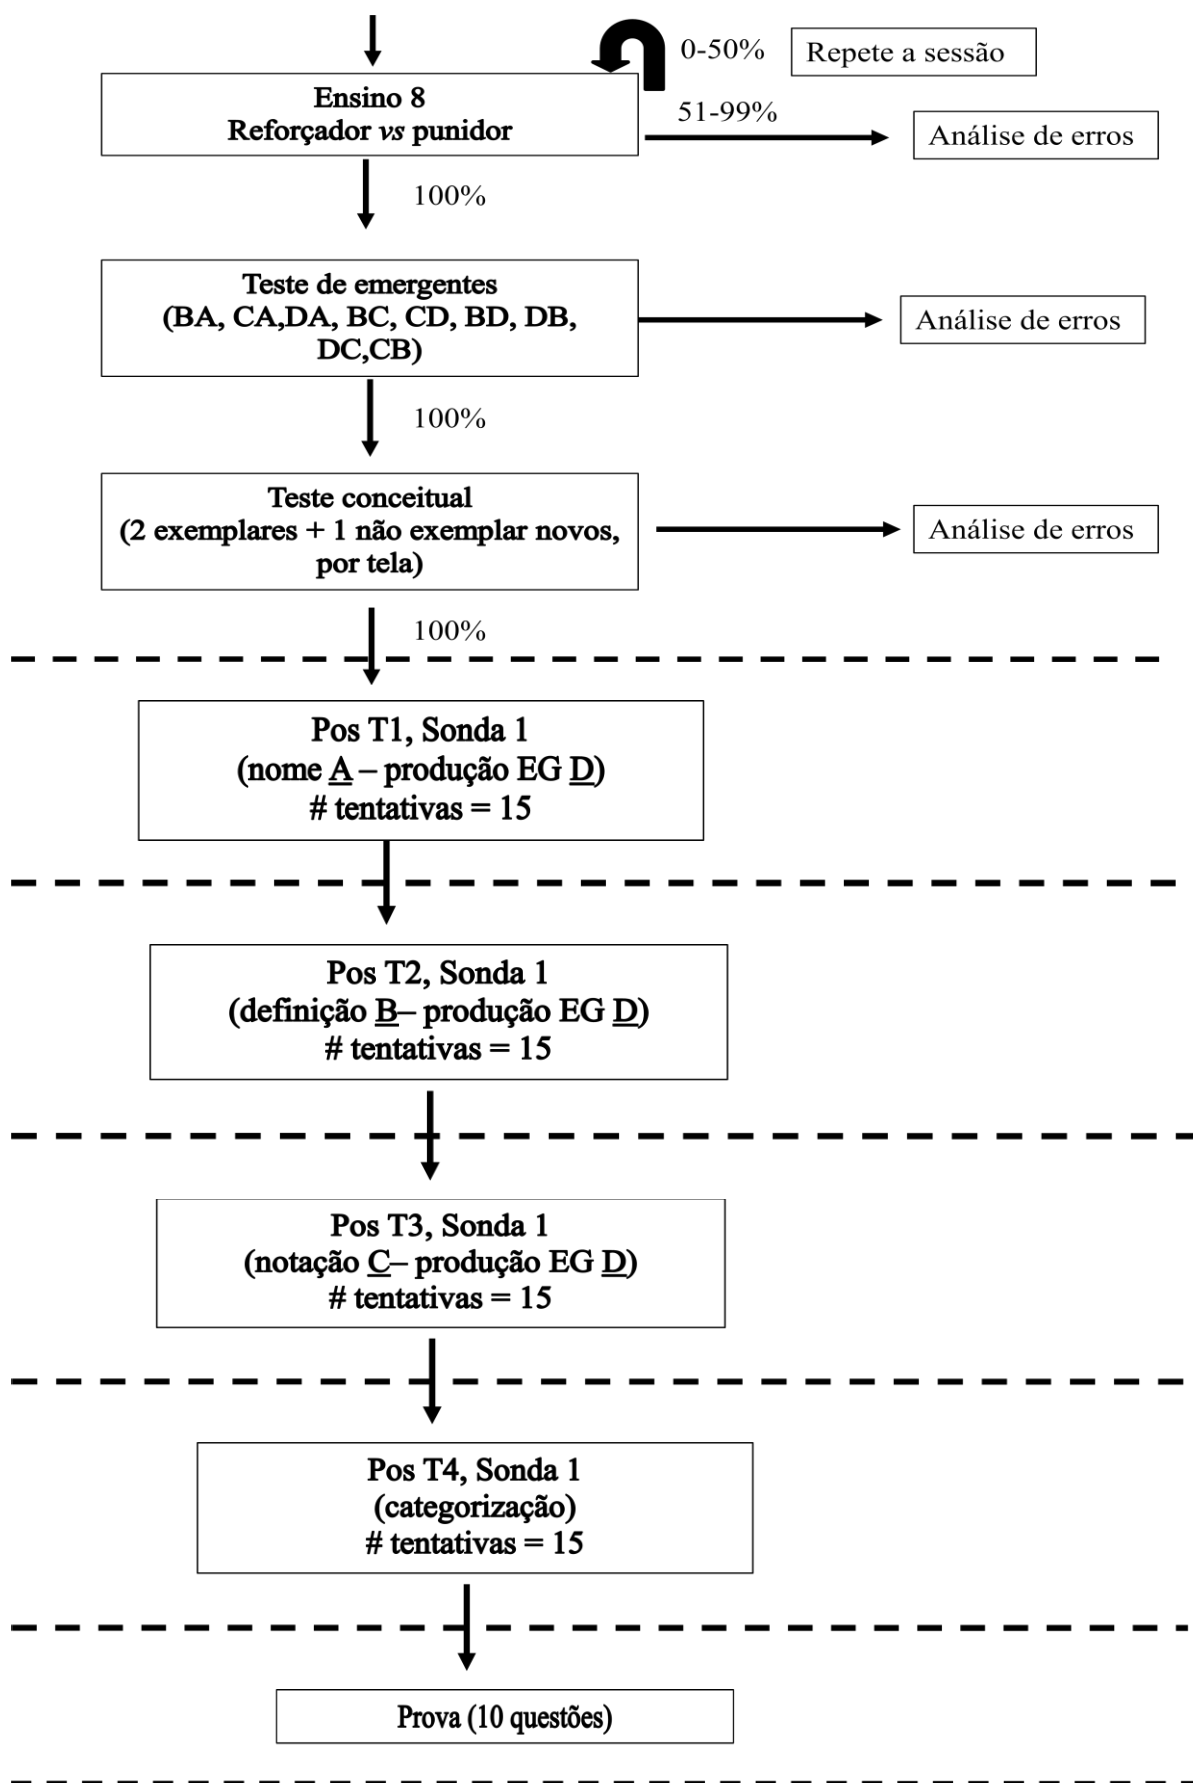 0-50%
Repete a sessão
Ensino 8
Reforçador vs punidor
51-99%
Análise de erros
100%
Teste de emergentes
(BA, CA,DA, BC, CD, BD, DB,
DC,CB)
Análise de erros
100%
Teste conceitual
(2 exemplares + 1 não exemplar novos,
por tela)
Análise de erros
100%
Pos T1, Sonda 1
(nome A – produção EG D)
# tentativas = 15
Pos T2, Sonda 1
(definição B– produção EG D)
# tentativas = 15
Pos T3, Sonda 1
(notação C– produção EG D)
# tentativas = 15
Pos T4, Sonda 1
(categorização)
# tentativas = 15
Prova (10 questões)